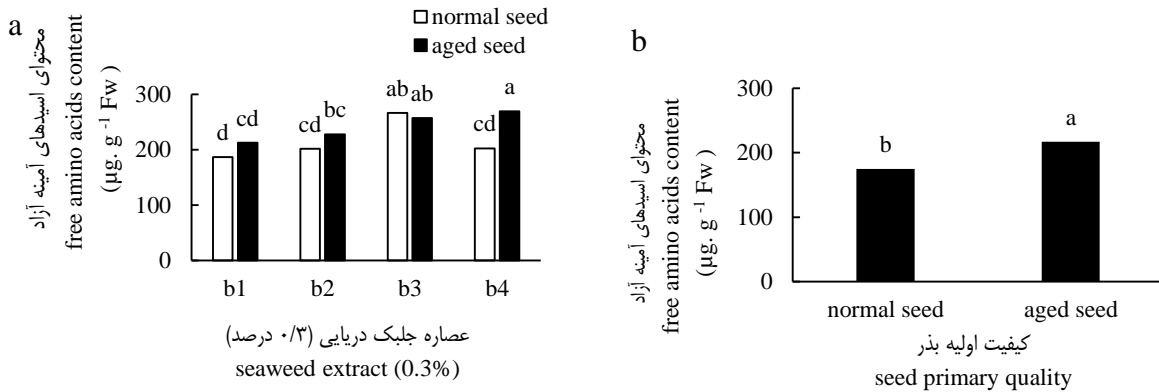 a
normal seed
aged seed
محتوای اسیدهای آمینه آزاد
free amino acids content
(µg. g -1 Fw )
300
200
100
0
d cd cd bc ab ab cd a
b1 b2 b3 b4
عصاره جلبک دریایی (۰/۳ درصد)
seaweed extract (0.3%)
b
محتوای اسیدهای آمینه آزاد
free amino acids content
(µg. g -1 Fw )
300
200
100
0
b a
normal seed aged seed
کیفیت اولیه بذر
seed primary quality